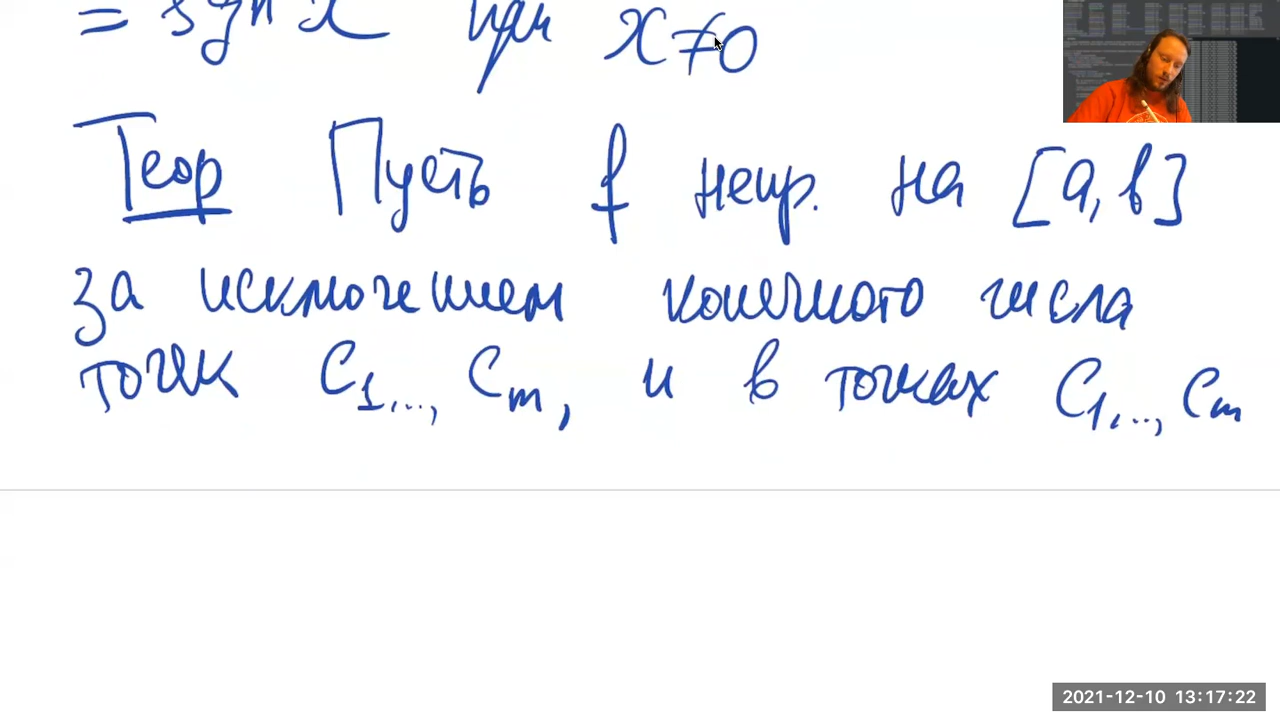 = sgn x при x≠0
Теор Пусть f непр. на [a, b]
за исключением конечного числа
точек C1,..., Cm, и в точках C1,..., Cm
2021-12-10 13:17:22